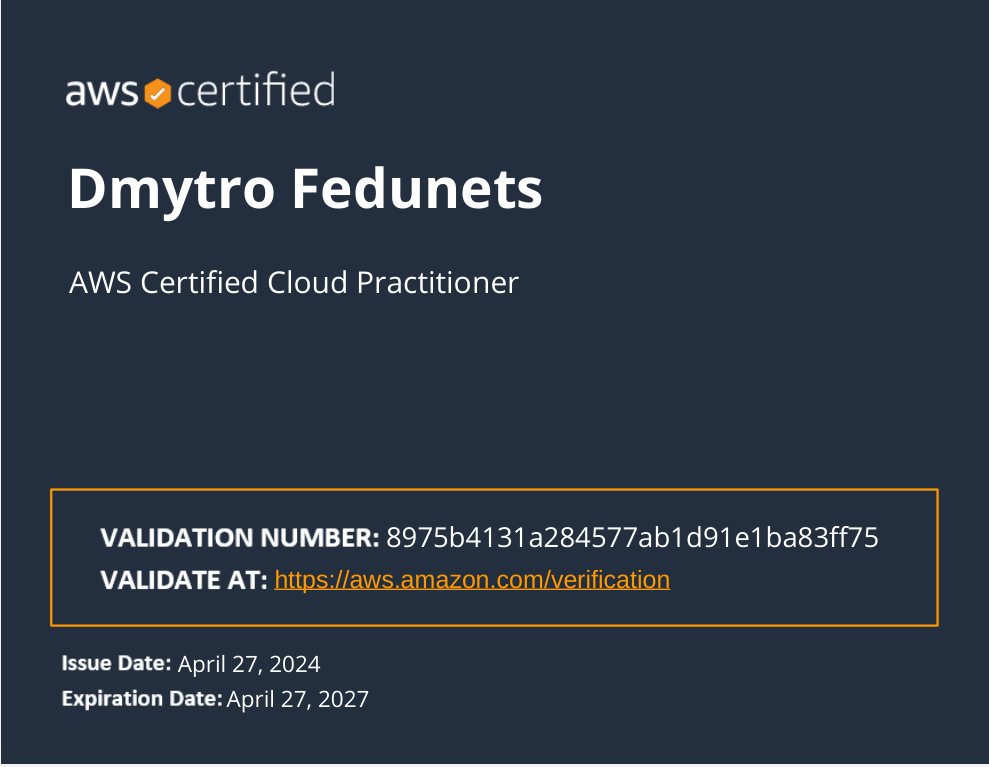 aws certified
Dmytro Fedunets
AWS Certified Cloud Practitioner
VALIDATION NUMBER: 8975b4131a284577ab1d91e1ba83ff75
VALIDATE AT: https://aws.amazon.com/verification
Issue Date: April 27, 2024
Expiration Date: April 27, 2027